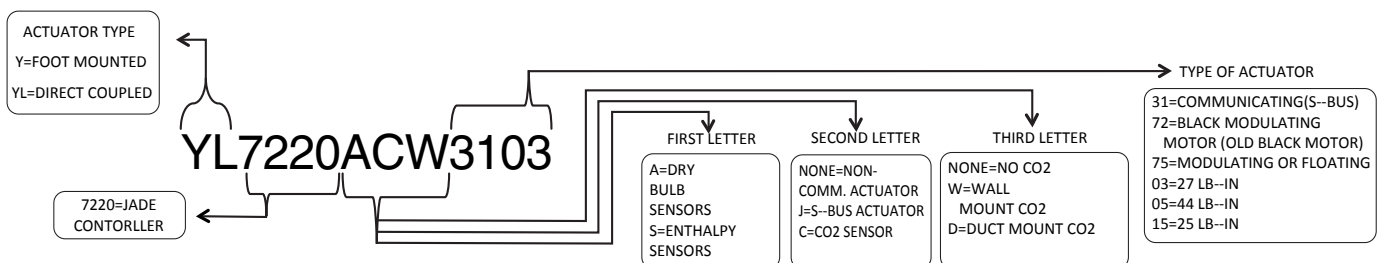 ACTUATOR TYPE
Y=FOOT MOUNTED
YL=DIRECT COUPLED
YL7220ACW3103
7220=JADE
CONTORLLER
FIRST LETTER
A=DRY
BULB
SENSORS
S=ENTHALPY
SENSORS
SECOND LETTER
NONE=NON-
COMM. ACTUATOR
J=S--BUS ACTUATOR
C=CO2 SENSOR
THIRD LETTER
NONE=NO CO2
W=WALL
MOUNT CO2
D=DUCT MOUNT CO2
TYPE OF ACTUATOR
31=COMMUNICATING(S--BUS)
72=BLACK MODULATING
MOTOR (OLD BLACK MOTOR)
75=MODULATING OR FLOATING
03=27 LB--IN
05=44 LB--IN
15=25 LB--IN